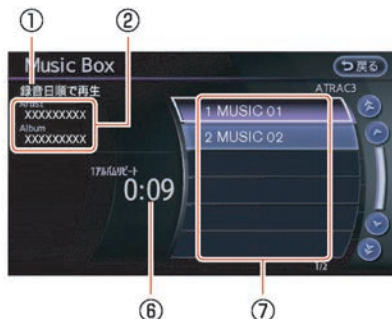 ① ②
Music Box
戻る
録音日順で再生
ATRAC3
Artist
XXXXXXXXX
Album
XXXXXXXXX
1 MUSIC 01
2 MUSIC 02
1アルバムリピート
0:09
1/2
⑥ ⑦